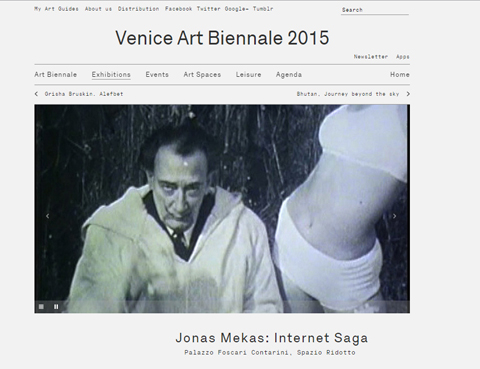 My Art Guides About us Distribution Facebook Twitter Google+ Tumblr Search
Venice Art Biennale 2015
Newsletter Apps
Art Biennale Exhibitions Events Art Spaces Leisure Agenda Home
Grisha Bruskin. Alefbet Bhutan, Journey beyond the sky
Jonas Mekas: Internet Saga
Palazzo Foscari Contarini, Spazio Ridotto